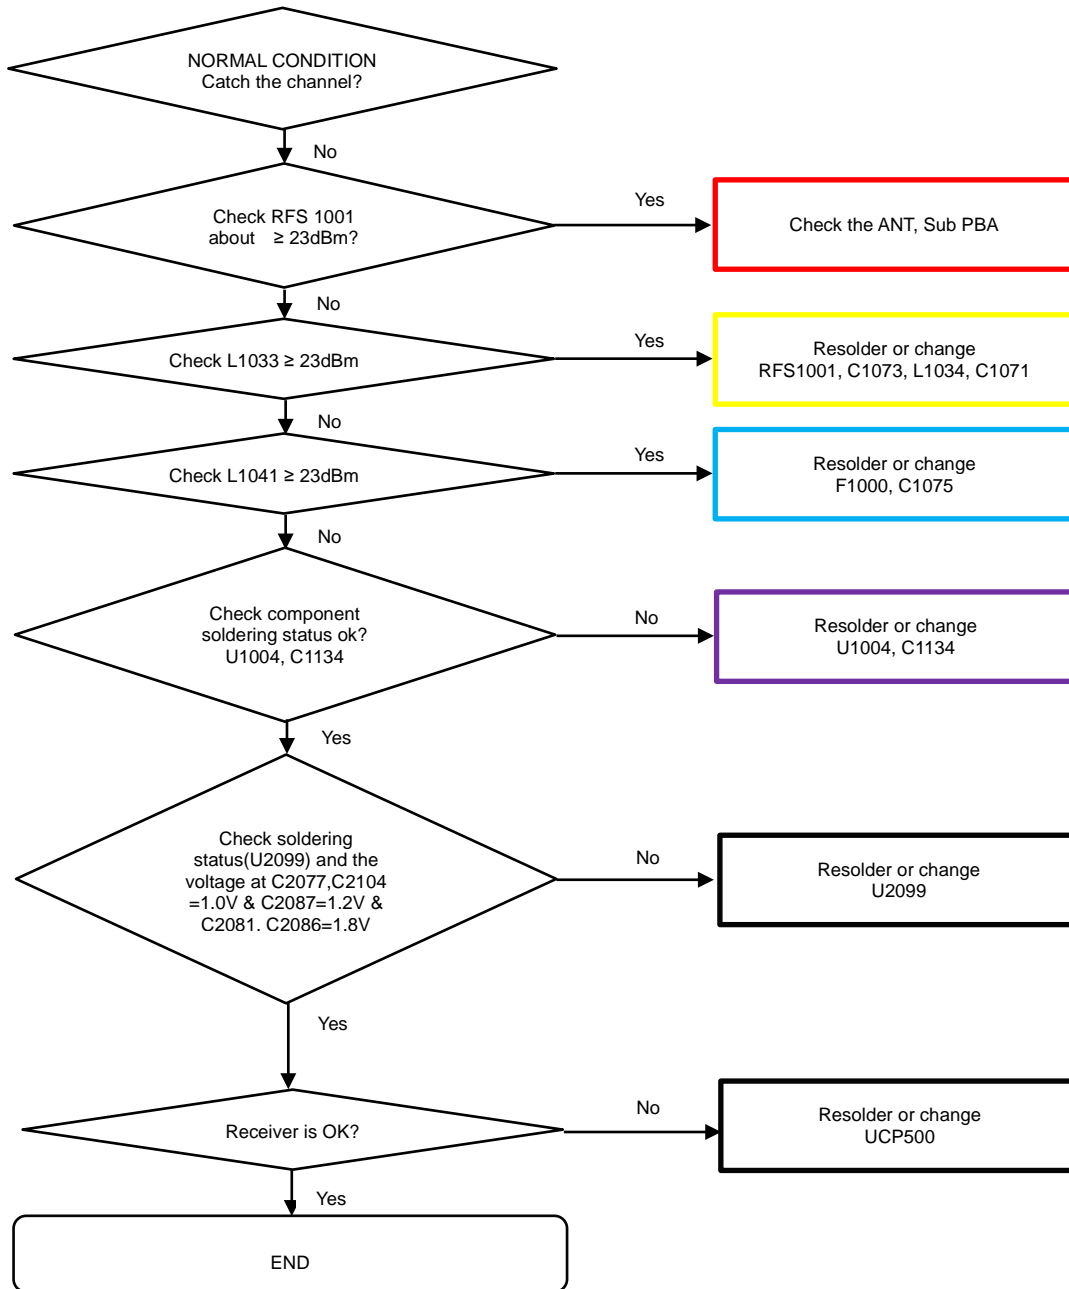 NORMAL CONDITION
Catch the channel?
No
Check RFS 1001
about ≥ 23dBm?
Yes
Check the ANT, Sub PBA
No
Check L1033 ≥ 23dBm
Yes
Resolder or change
RFS1001, C1073, L1034, C1071
No
Check L1041 ≥ 23dBm
Yes
Resolder or change
F1000, C1075
No
Check component
soldering status ok?
U1004, C1134
No
Resolder or change
U1004, C1134
Yes
Check soldering
status(U2099) and the
voltage at C2077,C2104
=1.0V & C2087=1.2V &
C2081. C2086=1.8V
No
Resolder or change
U2099
Yes
Receiver is OK?
No
Resolder or change
UCP500
Yes
END